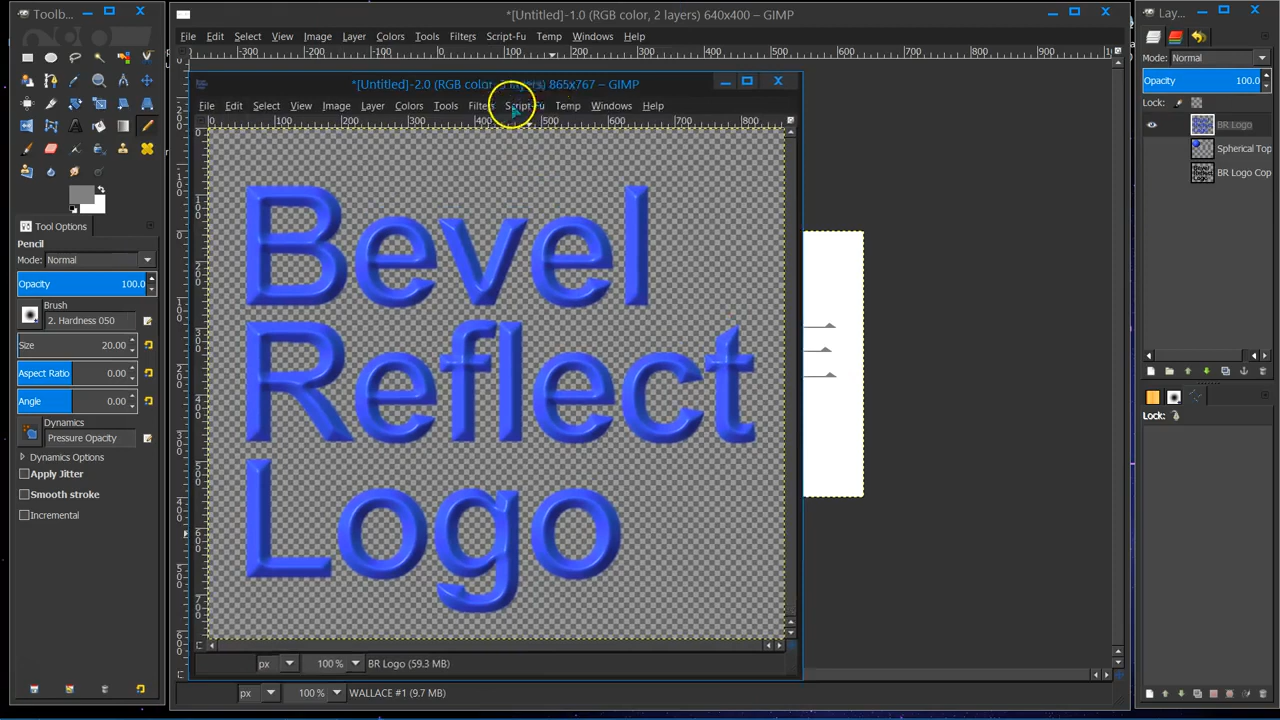 Toolb...
*[Untitled]-1.0 (RGB color, 2 layers) 640x400 – GIMP
Lay...
File Edit Select View Image Layer Colors Tools Filters Script-Fu Temp Windows Help
*[Untitled]-2.0 (RGB color, 3 layers) 865x767 – GIMP
File Edit Select View Image Layer Colors Tools Filters Script-Fu Temp Windows Help
Bevel
Reflect
Logo
px 100 % BR Logo (59.3 MB)
px 100 % WALLACE #1 (9.7 MB)
Tool Options
Pencil
Mode: Normal
Opacity 100.0
Brush
2. Hardness 050
Size 20.00
Aspect Ratio 0.00
Angle 0.00
Dynamics
Pressure Opacity
Dynamics Options
Apply Jitter
Smooth stroke
Incremental
Mode: Normal
Opacity 100.0
Lock:
BR Logo
Spherical Top
BR Logo Cop
Lock: